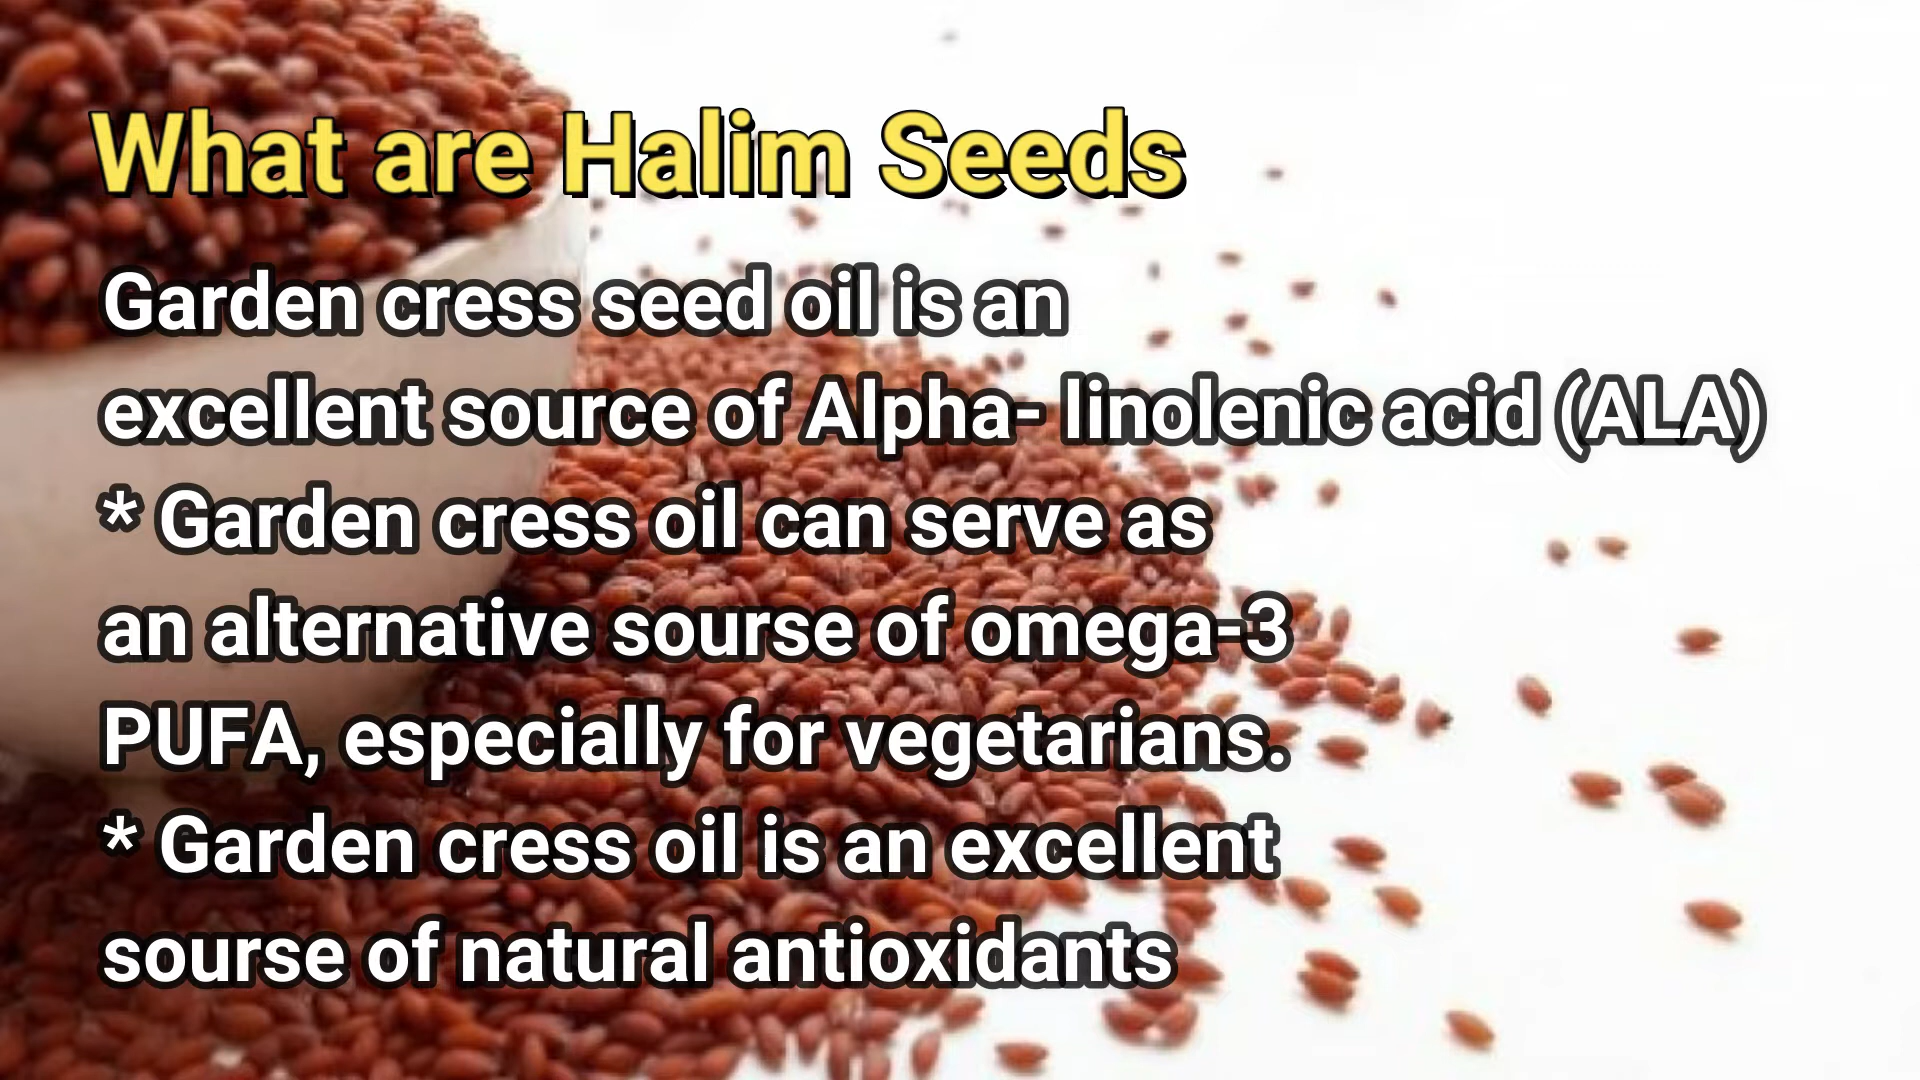 What are Halim Seeds
Garden cress seed oil is an
excellent source of Alpha- linolenic acid (ALA)
* Garden cress oil can serve as
an alternative sourse of omega-3
PUFA, especially for vegetarians.
* Garden cress oil is an excellent
sourse of natural antioxidants